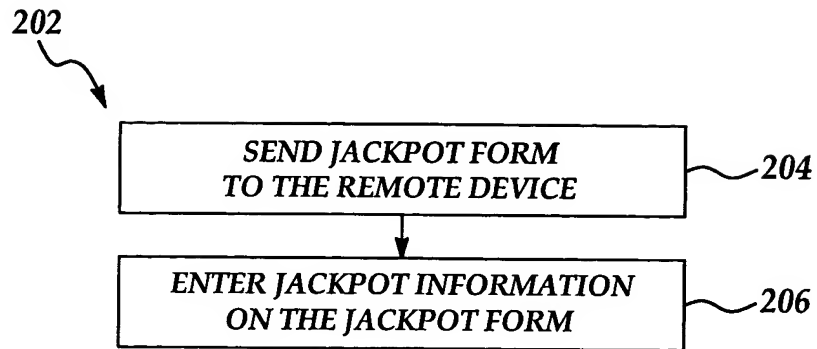 202
SEND JACKPOT FORM
TO THE REMOTE DEVICE
204
ENTER JACKPOT INFORMATION
ON THE JACKPOT FORM
206